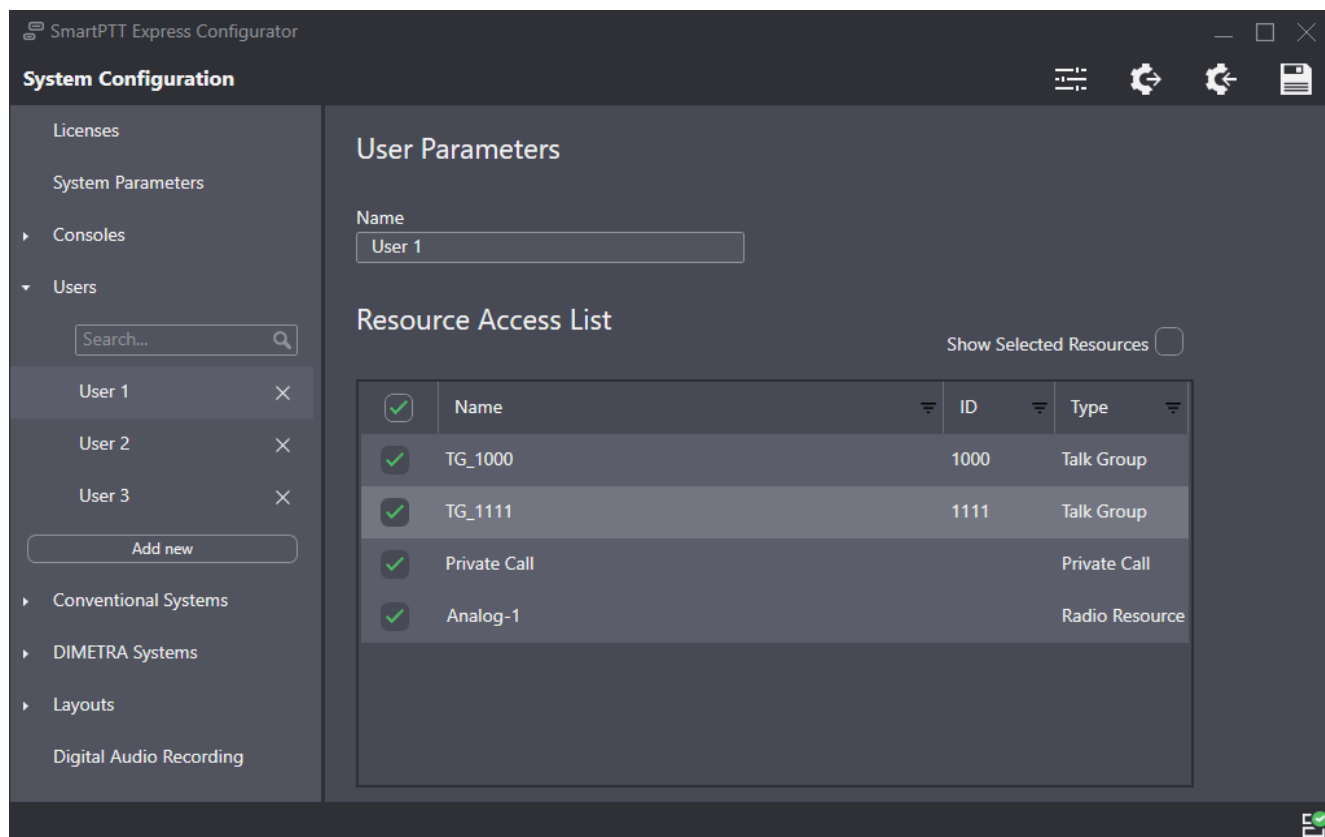 SmartPTT Express Configurator
System Configuration
Licenses
System Parameters
Consoles
Users
Search...
User 1
User 2
User 3
Add new
Conventional Systems
DIMETRA Systems
Layouts
Digital Audio Recording
User Parameters
Name
User 1
Resource Access List
Show Selected Resources
Name ID Type
TG_1000 1000 Talk Group
TG_1111 1111 Talk Group
Private Call Private Call
Analog-1 Radio Resource